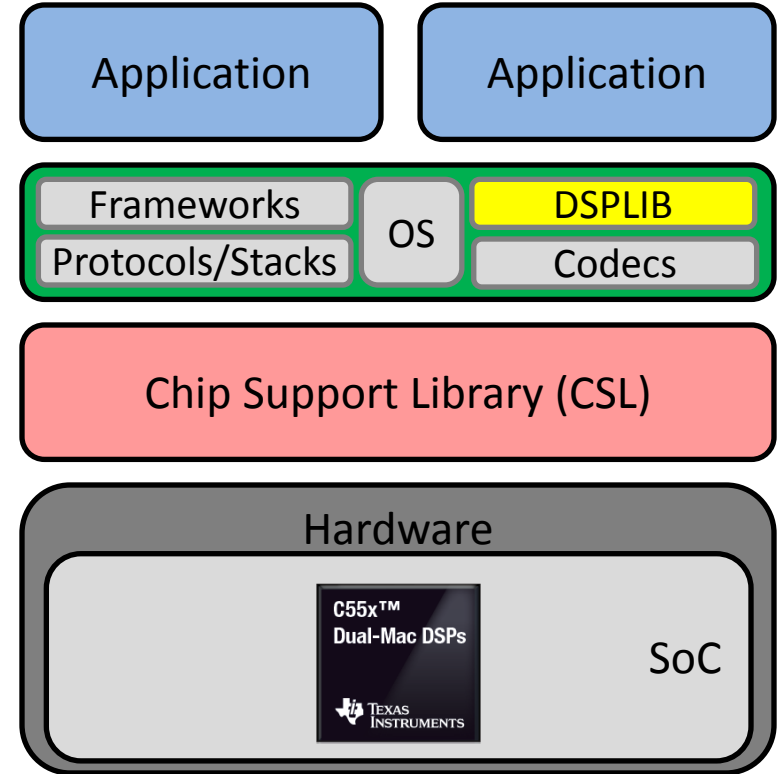 Application
Application
Frameworks
OS
DSPLIB
Protocols/Stacks
Codecs
Chip Support Library (CSL)
Hardware
C55x™
Dual-Mac DSPs
SoC
TEXAS
INSTRUMENTS